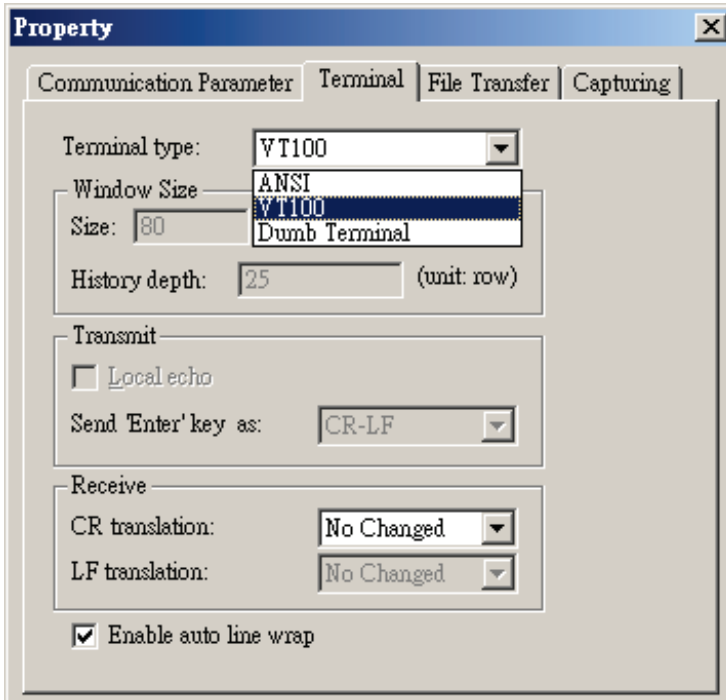 Property
Communication Parameter Terminal File Transfer Capturing
Terminal type: VT100
ANSI
VT100
Dumb Terminal
Window Size
Size: 80
History depth: 25 (unit: row)
Transmit
Local echo
Send 'Enter' key as: CR-LF
Receive
CR translation: No Changed
LF translation: No Changed
Enable auto line wrap